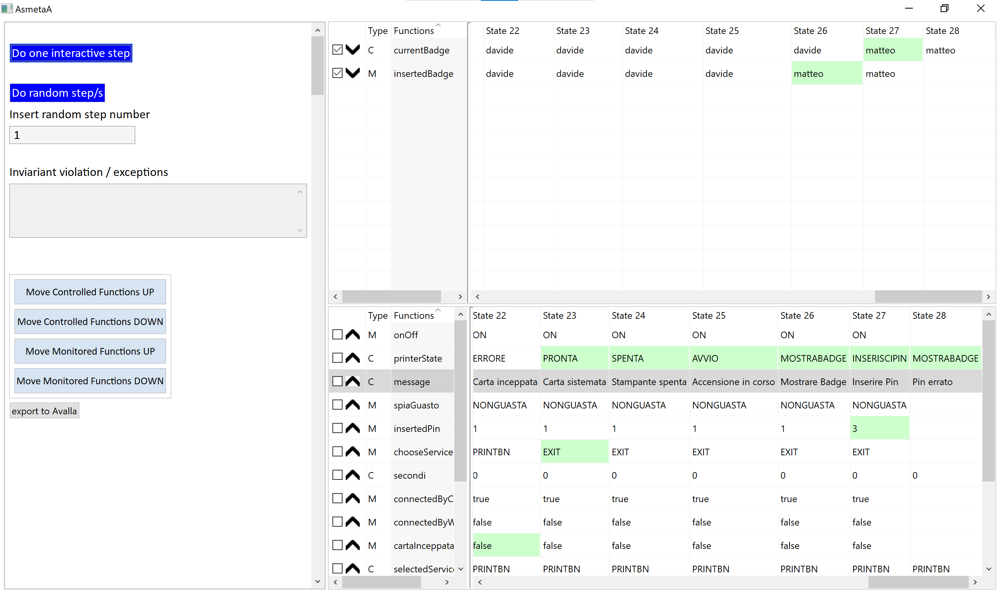 AsmetaA
Do one interactive step
Do random step/s
Insert random step number
1
Inviariant violation / exceptions
Move Controlled Functions UP
Move Controlled Functions DOWN
Move Monitored Functions UP
Move Monitored Functions DOWN
export to Avalla
Type Functions State 22 State 23 State 24 State 25 State 26 State 27 State 28
C currentBadge davide davide davide davide davide matteo matteo
M insertedBadge davide davide davide davide matteo matteo
Type Functions State 22 State 23 State 24 State 25 State 26 State 27 State 28
M onOff ON ON ON ON ON ON
C printerState ERRORE PRONTA SPENTA AVVIO MOSTRABADGE INSERISCIPIN MOSTRABADGE
C message Carta inceppata Carta sistemata Stampante spenta Accensione in corso Mostrare Badge Inserire Pin Pin errato
M spiaGuasto NONGUASTA NONGUASTA NONGUASTA NONGUASTA NONGUASTA NONGUASTA
M insertedPin 1 1 1 1 1 3
M chooseService PRINTBN EXIT EXIT EXIT EXIT EXIT
C secondi 0 0 0 0 0 0 0
M connectedByC true true true true true true
M connectedByW false false false false false false
M cartaInceppata false false false false false false
C selectedService PRINTBN PRINTBN PRINTBN PRINTBN PRINTBN PRINTBN PRINTBN